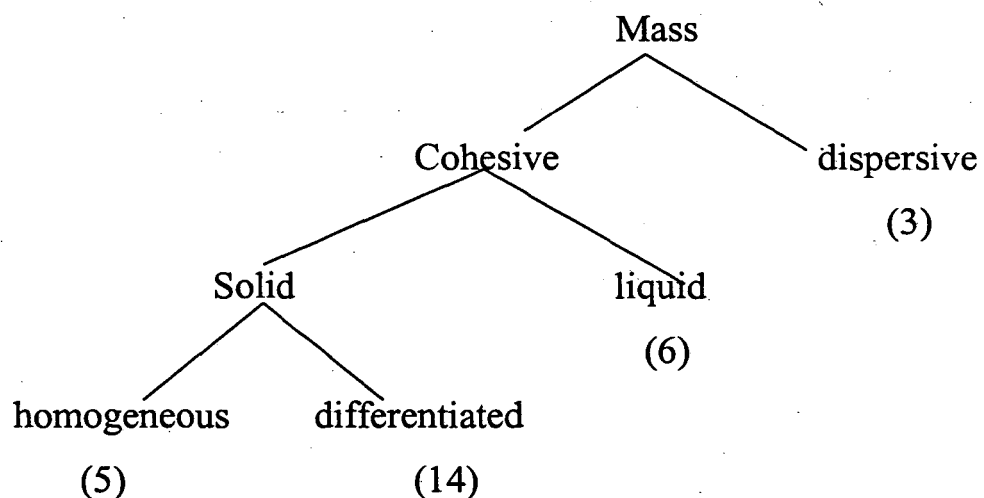 Mass
Cohesive dispersive
(3)
Solid liquid
(6)
homogeneous differentiated
(5) (14)